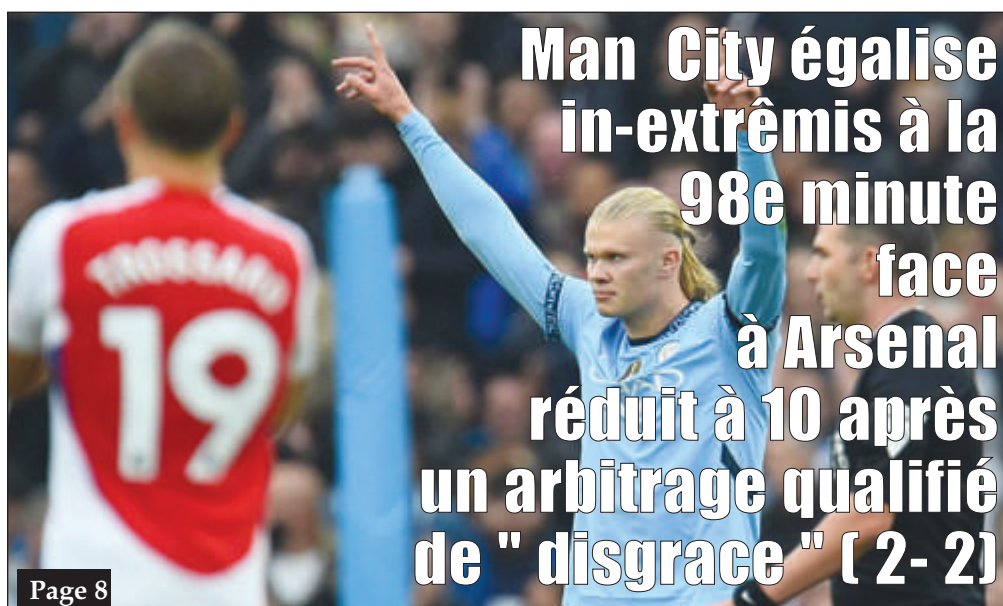 Man City égalise
in-extrêmis à la
98e minute
face
à Arsenal
réduit à 10 après
un arbitrage qualifié
de " disgrace " ( 2- 2)
TROSSARD
19
Page 8